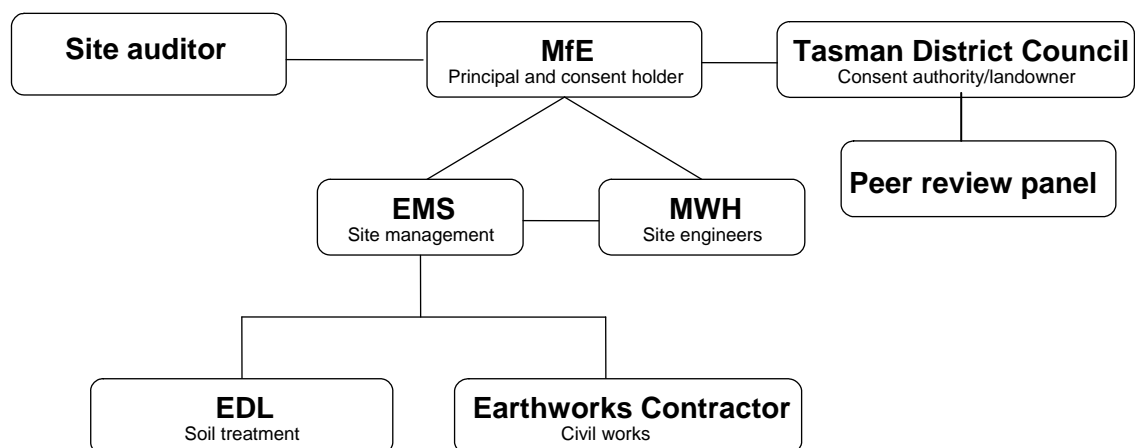 Site auditor
MfE
Principal and consent holder
Tasman District Council
Consent authority/landowner
Peer review panel
EMS
Site management
MWH
Site engineers
EDL
Soil treatment
Earthworks Contractor
Civil works